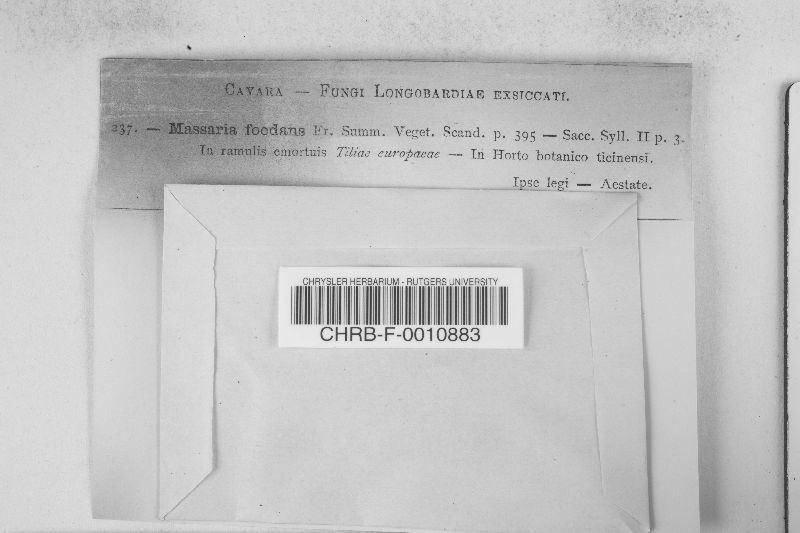 CAVARA — FUNGI LONGOBARDIAE EXSICCATI.
237. — Massaria foedans Fr. Summ. Veget. Scand. p. 395 — Sacc. Syll. II p. 3.
In ramulis emortuis Tiliae europaeae — In Horto botanico ticinensi.
Ipse legi — Aestate.
CHRYSLER HERBARIUM - RUTGERS UNIVERSITY
CHRB-F-0010883